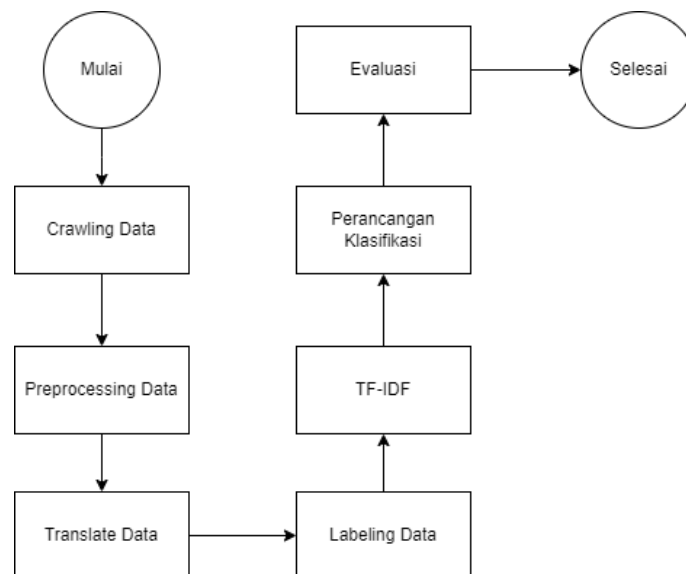 Mulai
Crawling Data
Preprocessing Data
Translate Data
Labeling Data
TF-IDF
Perancangan
Klasifikasi
Evaluasi
Selesai